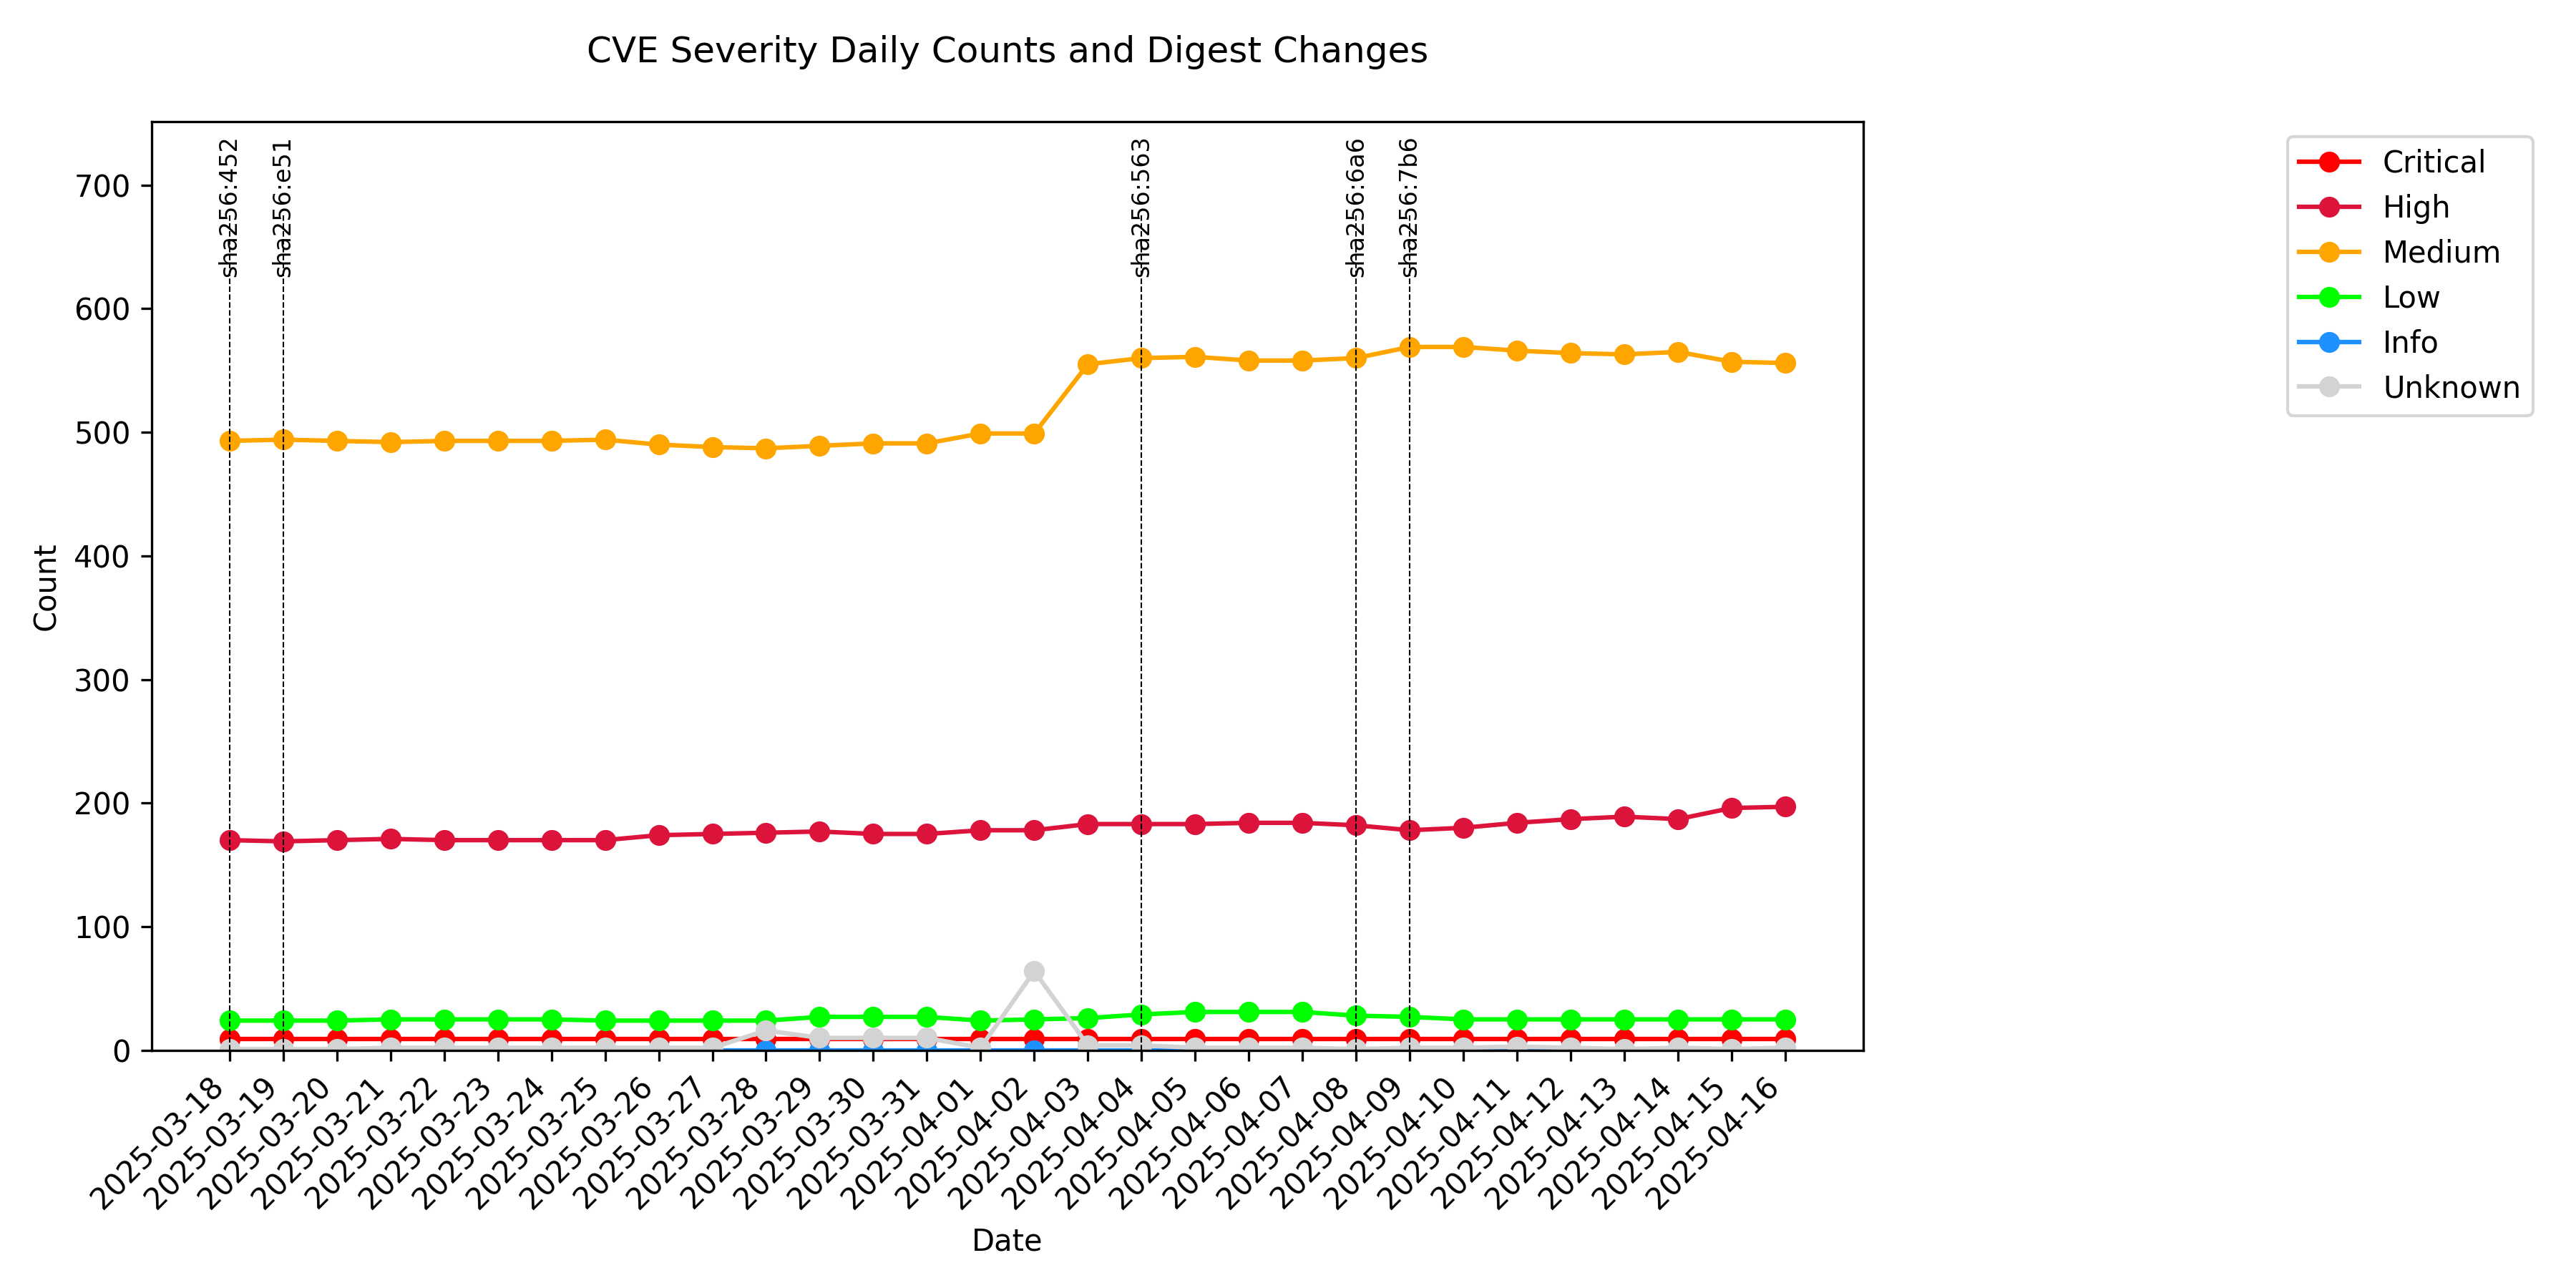 CVE Severity Daily Counts and Digest Changes
sha256:452
sha256:e51
sha256:563
sha256:6a6
sha256:7b6
Critical
High
Medium
Low
Info
Unknown
Count
700
600
500
400
300
200
100
0
2025-03-18
2025-03-19
2025-03-20
2025-03-21
2025-03-22
2025-03-23
2025-03-24
2025-03-25
2025-03-26
2025-03-27
2025-03-28
2025-03-29
2025-03-30
2025-03-31
2025-04-01
2025-04-02
2025-04-03
2025-04-04
2025-04-05
2025-04-06
2025-04-07
2025-04-08
2025-04-09
2025-04-10
2025-04-11
2025-04-12
2025-04-13
2025-04-14
2025-04-15
2025-04-16
Date